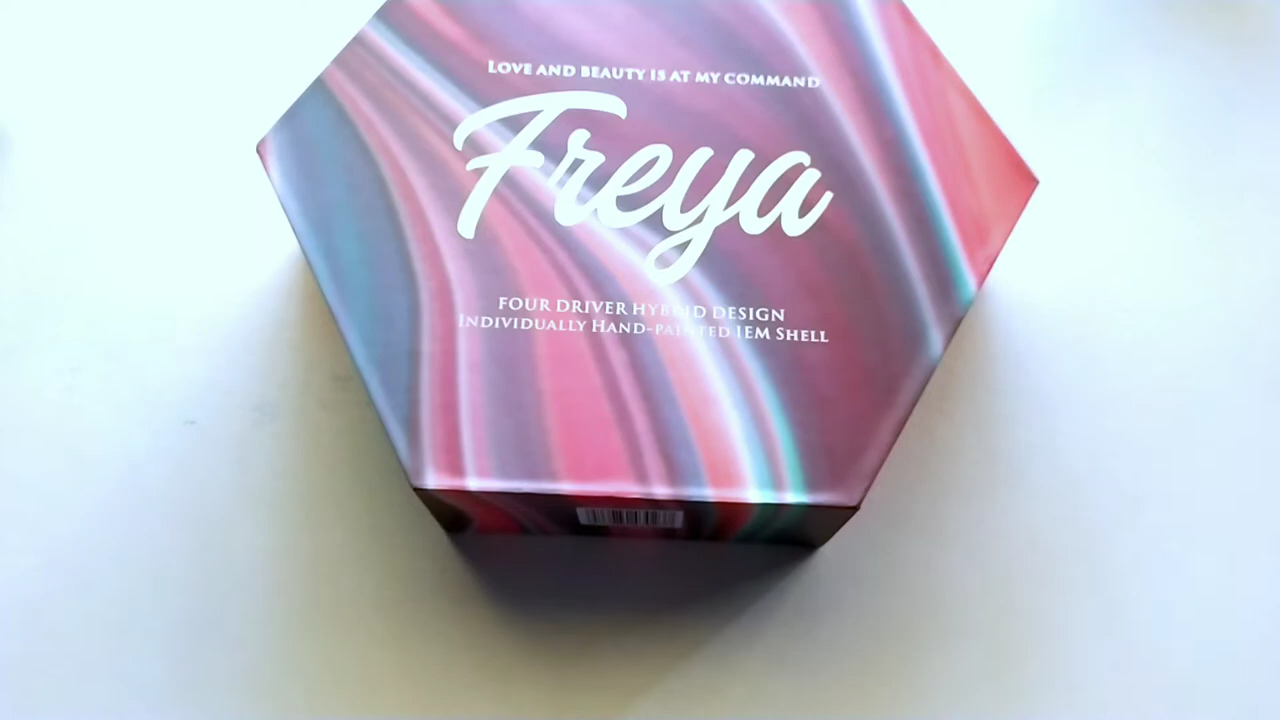 LOVE AND BEAUTY IS AT MY COMMAND
Freya
FOUR DRIVER HYBRID DESIGN
INDIVIDUALLY HAND-PAINTED IEM SHELL